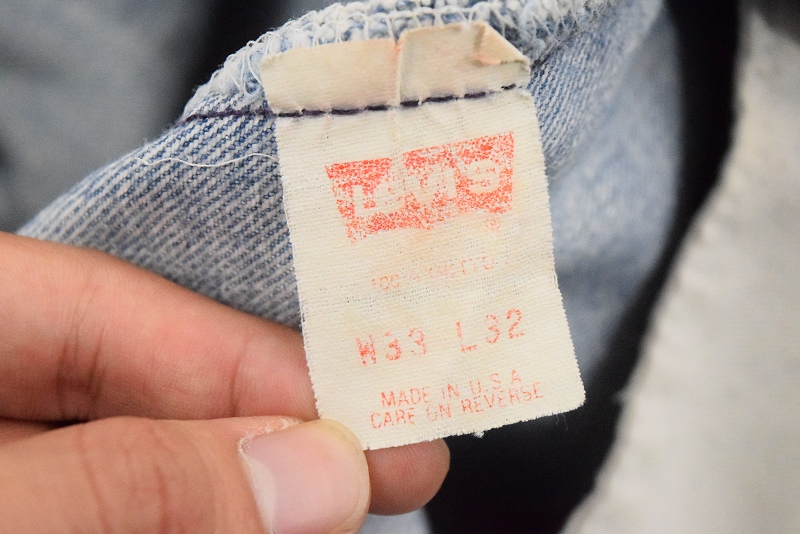 Levi's
W33 L32
MADE IN U.S.A
CARE ON REVERSE